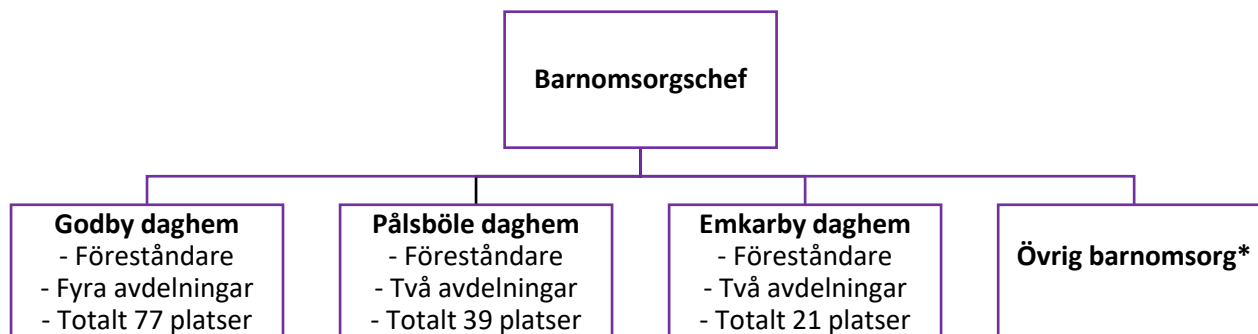 Barnomsorgschef
Godby daghem
- Föreståndare
- Fyra avdelningar
- Totalt 77 platser
Pålsböle daghem
- Föreståndare
- Två avdelningar
- Totalt 39 platser
Emkarby daghem
- Föreståndare
- Två avdelningar
- Totalt 21 platser
Övrig barnomsorg*